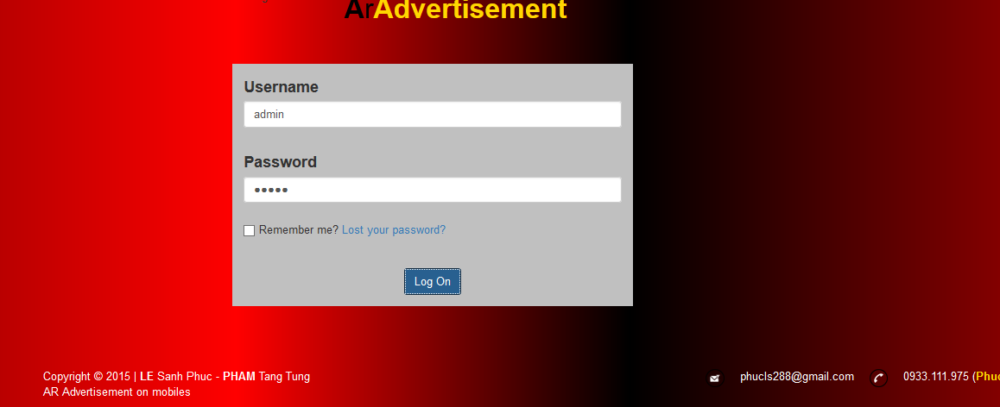 ArAdvertisement
Username
admin
Password
•••••
Remember me? Lost your password?
Log On
Copyright © 2015 | LE Sanh Phuc - PHAM Tang Tung
AR Advertisement on mobiles
phucls288@gmail.com
0933.111.975 (Phuc